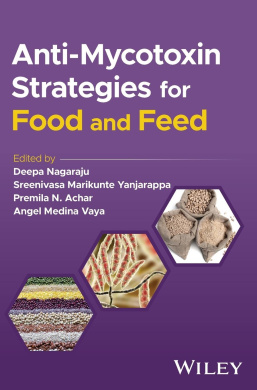 Anti-Mycotoxin
Strategies for
Food and Feed
Edited by
Deepa Nagaraju
Sreenivasa Marikunte Yanjarappa
Premila N. Achar
Angel Medina Vaya
WILEY